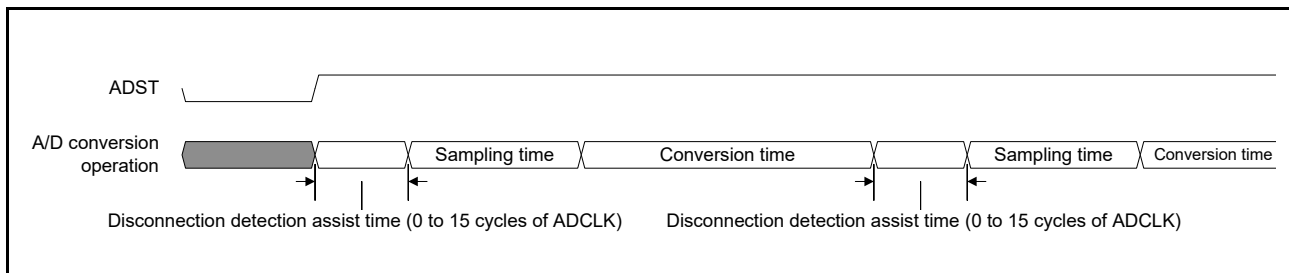 ADST
A/D conversion
operation
Sampling time
Conversion time
Sampling time
Conversion time
Disconnection detection assist time (0 to 15 cycles of ADCLK)
Disconnection detection assist time (0 to 15 cycles of ADCLK)